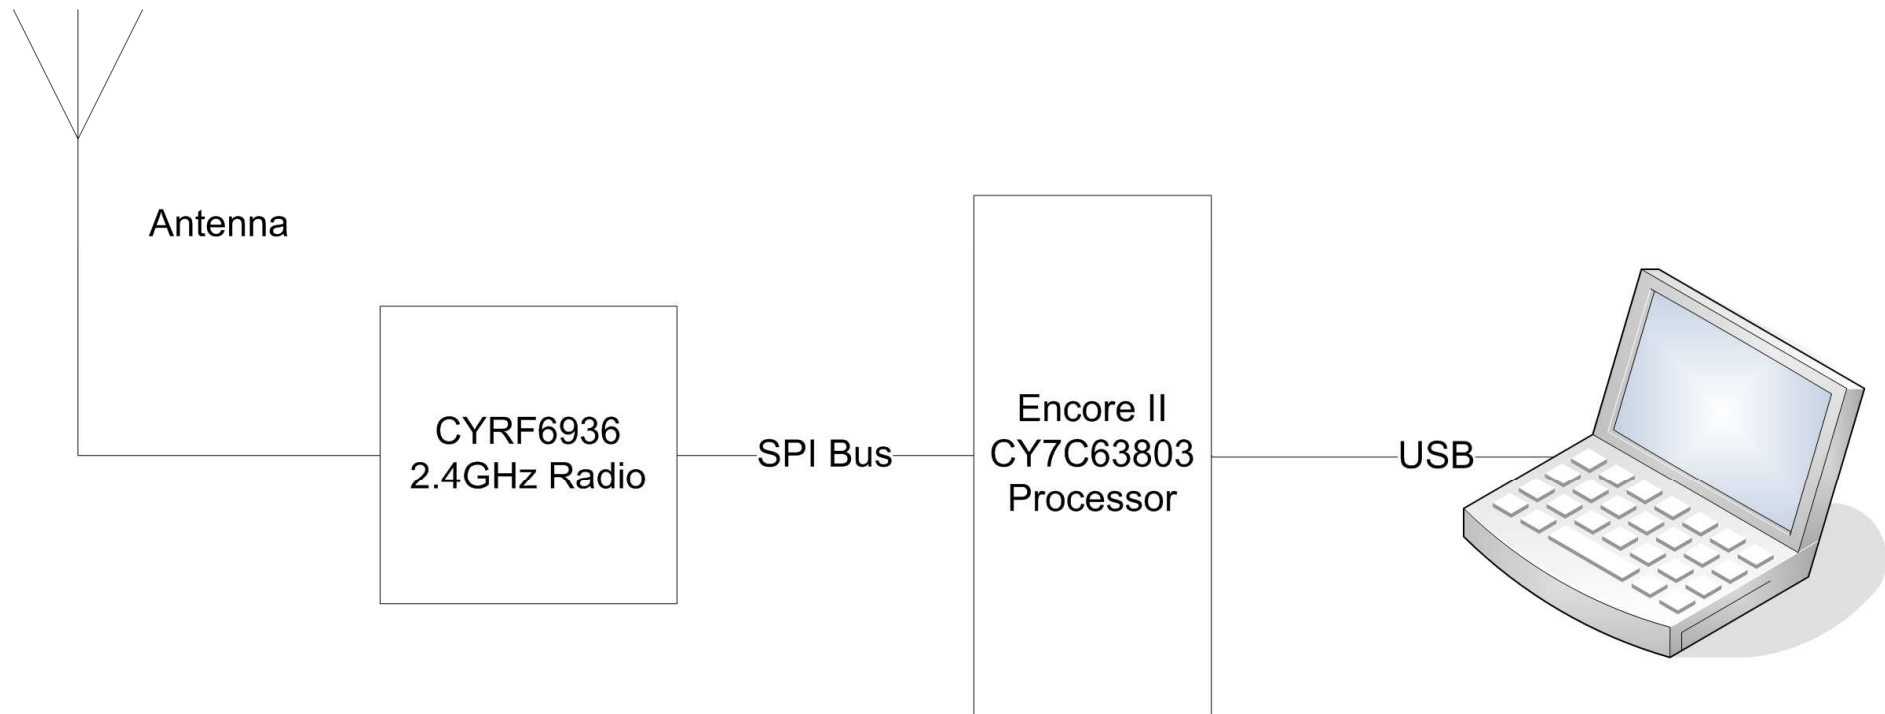 Antenna
CYRF6936
2.4GHz Radio
SPI Bus
Encore II
CY7C63803
Processor
USB